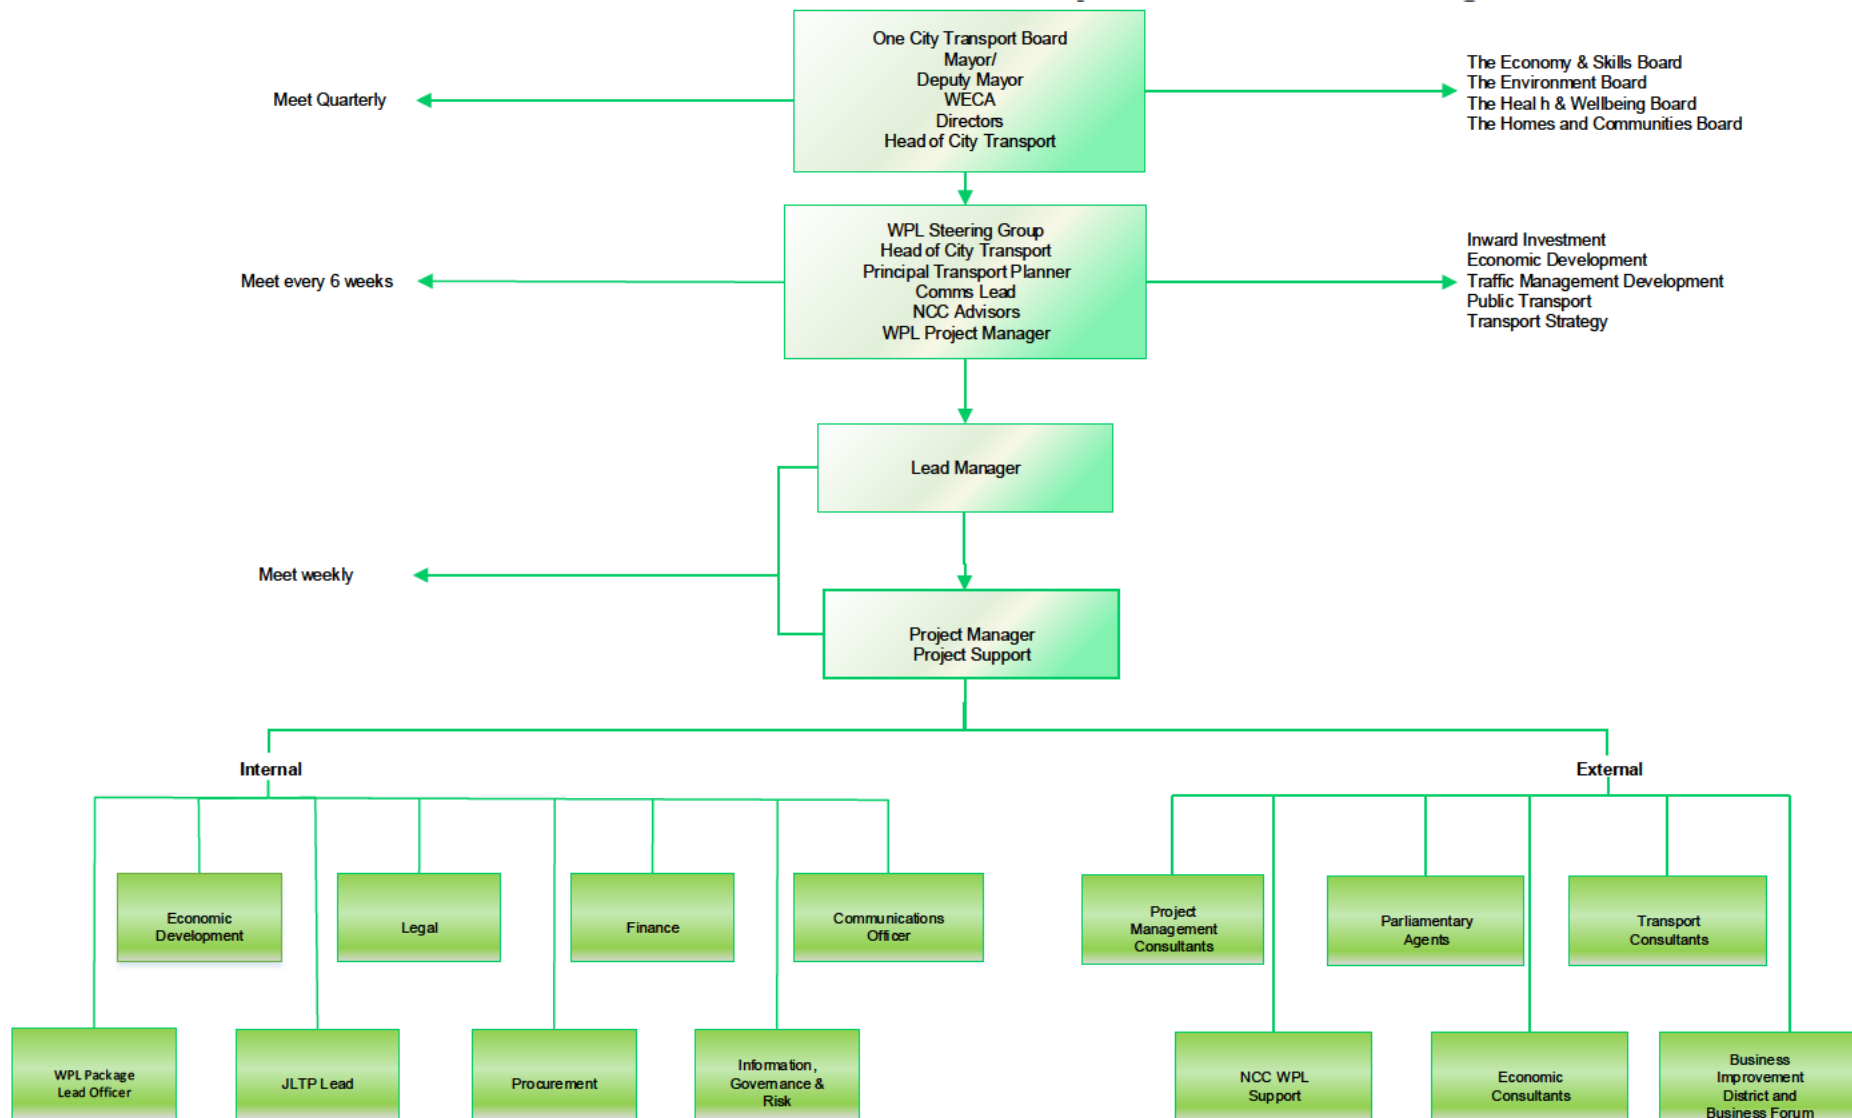 One City Transport Board
Mayor/
Deputy Mayor
WECA
Directors
Head of City Transport
Meet Quarterly
The Economy & Skills Board
The Environment Board
The Heal h & Wellbeing Board
The Homes and Communities Board
WPL Steering Group
Head of City Transport
Principal Transport Planner
Comms Lead
NCC Advisors
WPL Project Manager
Meet every 6 weeks
Inward Investment
Economic Development
Traffic Management Development
Public Transport
Transport Strategy
Lead Manager
Meet weekly
Project Manager
Project Support
Internal
External
Economic
Development
Legal
Finance
Communications
Officer
Project
Management
Consultants
Parliamentary
Agents
Transport
Consultants
WPL Package
Lead Officer
JLTP Lead
Procurement
Information,
Governance &
Risk
NCC WPL
Support
Economic
Consultants
Business
Improvement
District and
Business Forum